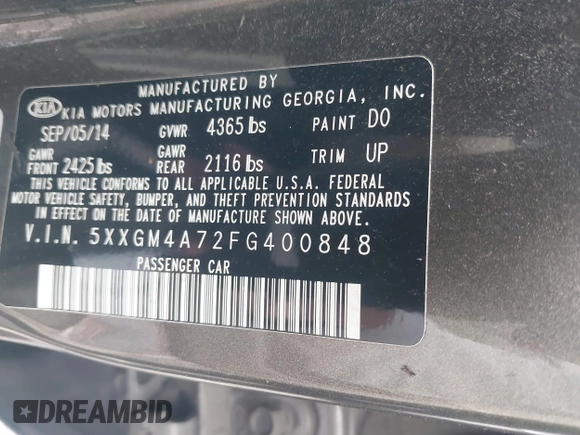 MANUFACTURED BY
KIA KIA MOTORS MANUFACTURING GEORGIA, INC.
SEP/05/14 GVWR 4365 lbs PAINT D0
GAWR FRONT 2425 lbs GAWR REAR 2116 lbs TRIM UP
THIS VEHICLE CONFORMS TO ALL APPLICABLE U.S.A. FEDERAL
MOTOR VEHICLE SAFETY, BUMPER, AND THEFT PREVENTION STANDARDS
IN EFFECT ON THE DATE OF MANUFACTURE SHOWN ABOVE.
V.I.N. 5XXGM4A72FG400848
PASSENGER CAR
DREAMBID